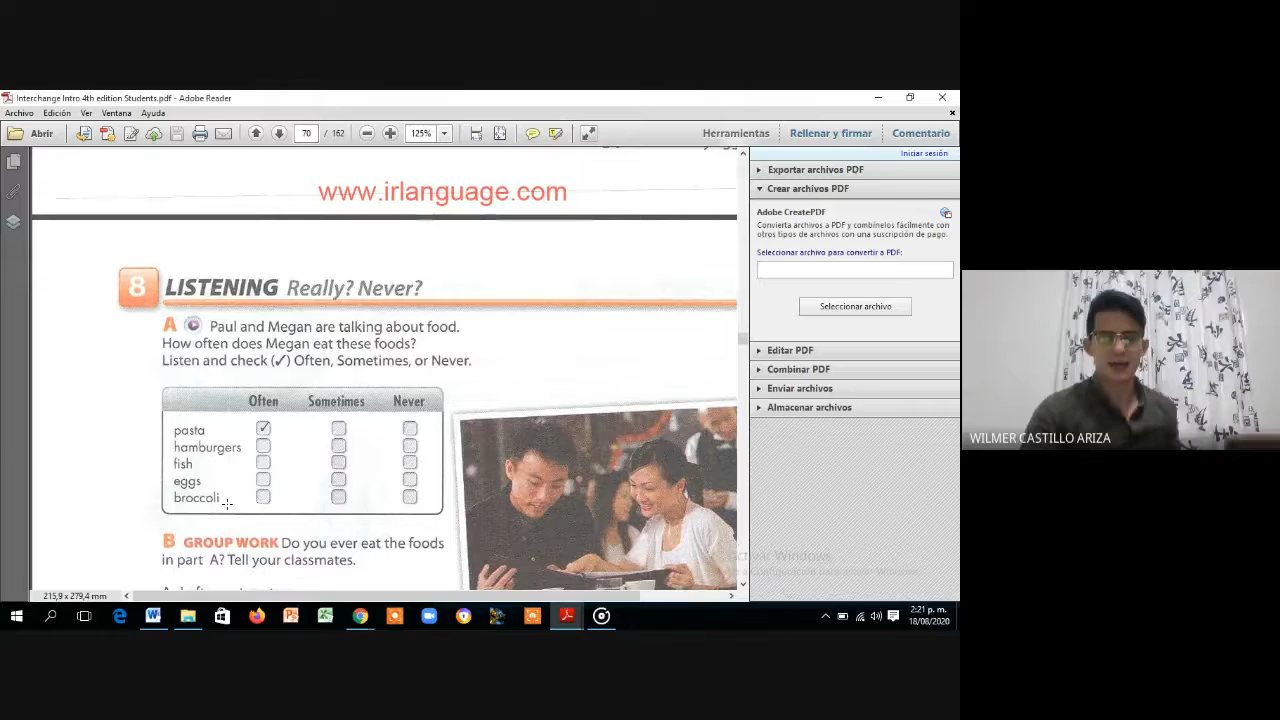 Interchange Intro 4th edition Students.pdf - Adobe Reader
Archivo Edición Ver Ventana Ayuda
Abrir 70 / 162 125% Herramientas Rellenar y firmar Comentario
Iniciar sesión
www.irlanguage.com
8 LISTENING Really? Never?
A Paul and Megan are talking about food.
How often does Megan eat these foods?
Listen and check (✓) Often, Sometimes, or Never.
Often Sometimes Never
pasta ✓
hamburgers
fish
eggs
broccoli
B GROUP WORK Do you ever eat the foods
in part A? Tell your classmates.
215,9 x 279,4 mm
Exportar archivos PDF
Crear archivos PDF
Adobe CreatePDF
Convierta archivos a PDF y combínelos fácilmente con
otros tipos de archivos con una suscripción de pago.
Seleccionar archivo para convertir a PDF:
Seleccionar archivo
Editar PDF
Combinar PDF
Enviar archivos
Almacenar archivos
WILMER CASTILLO ARIZA
2:21 p. m.
18/08/2020